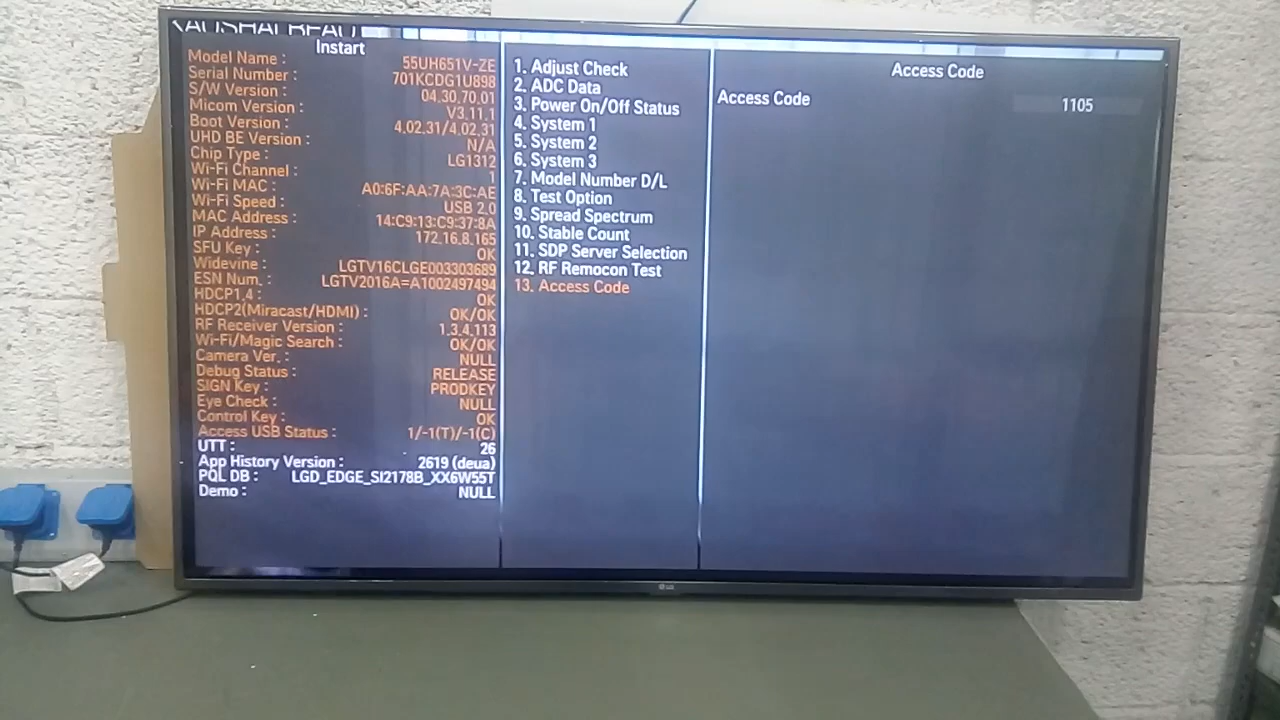 Instart
Model Name : 55UH651V-ZE
Serial Number : 701KCDG1U898
S/W Version : 04.30.70.01
Micom Version : V3.11.1
Boot Version : 4.02.31/4.02.31
UHD BE Version : N/A
Chip Type : LG1312
Wi-Fi Channel : 1
Wi-Fi MAC : A0:6F:AA:7A:3C:AE
Wi-Fi Speed : USB 2.0
MAC Address : 14:C9:13:C9:37:8A
IP Address : 172.16.8.165
SFU Key : OK
Widevine : LGTV16CLGE003303689
ESN Num. : LGTV2016A=A1002497494
HDCP1.4 : OK
HDCP2(Miracast/HDMI) : OK/OK
RF Receiver Version : 1.3.4.113
Wi-Fi/Magic Search : OK/OK
Camera Ver. : NULL
Debug Status : RELEASE
SIGN Key : PRODKEY
Eye Check : NULL
Control Key : OK
Access USB Status : 1/-1(T)/-1(C)
UTT : 26
App History Version : 2619 (deua)
PQL DB : LGD_EDGE_SI2178B_XX6W55T
Demo : NULL
1. Adjust Check
2. ADC Data
3. Power On/Off Status
4. System 1
5. System 2
6. System 3
7. Model Number D/L
8. Test Option
9. Spread Spectrum
10. Stable Count
11. SDP Server Selection
12. RF Remocon Test
13. Access Code
Access Code
Access Code 1105
LG